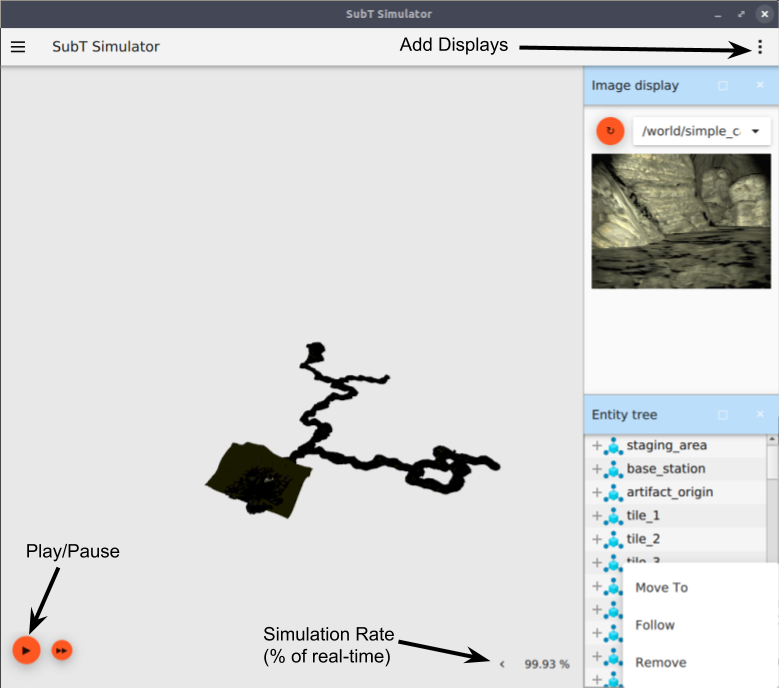 SubT Simulator
SubT Simulator
Add Displays
Image display
/world/simple_c
Entity tree
staging_area
base_station
artifact_origin
tile_1
tile_2
tile_3
Move To
Follow
Remove
Play/Pause
Simulation Rate
(% of real-time)
99.93 %